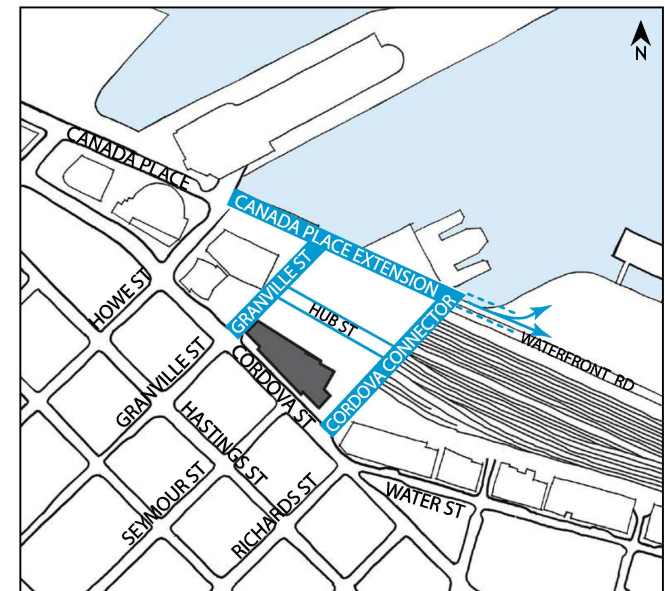 N
CANADA PLACE
CANADA PLACE EXTENSION
GRANVILLE ST
HOWE ST
HUB ST
CORDOVA CONNECTOR
WATERFRONT RD
GRANVILLE ST
CORDOVA ST
HASTINGS ST
SEYMOUR ST
RICHARDS ST
WATER ST